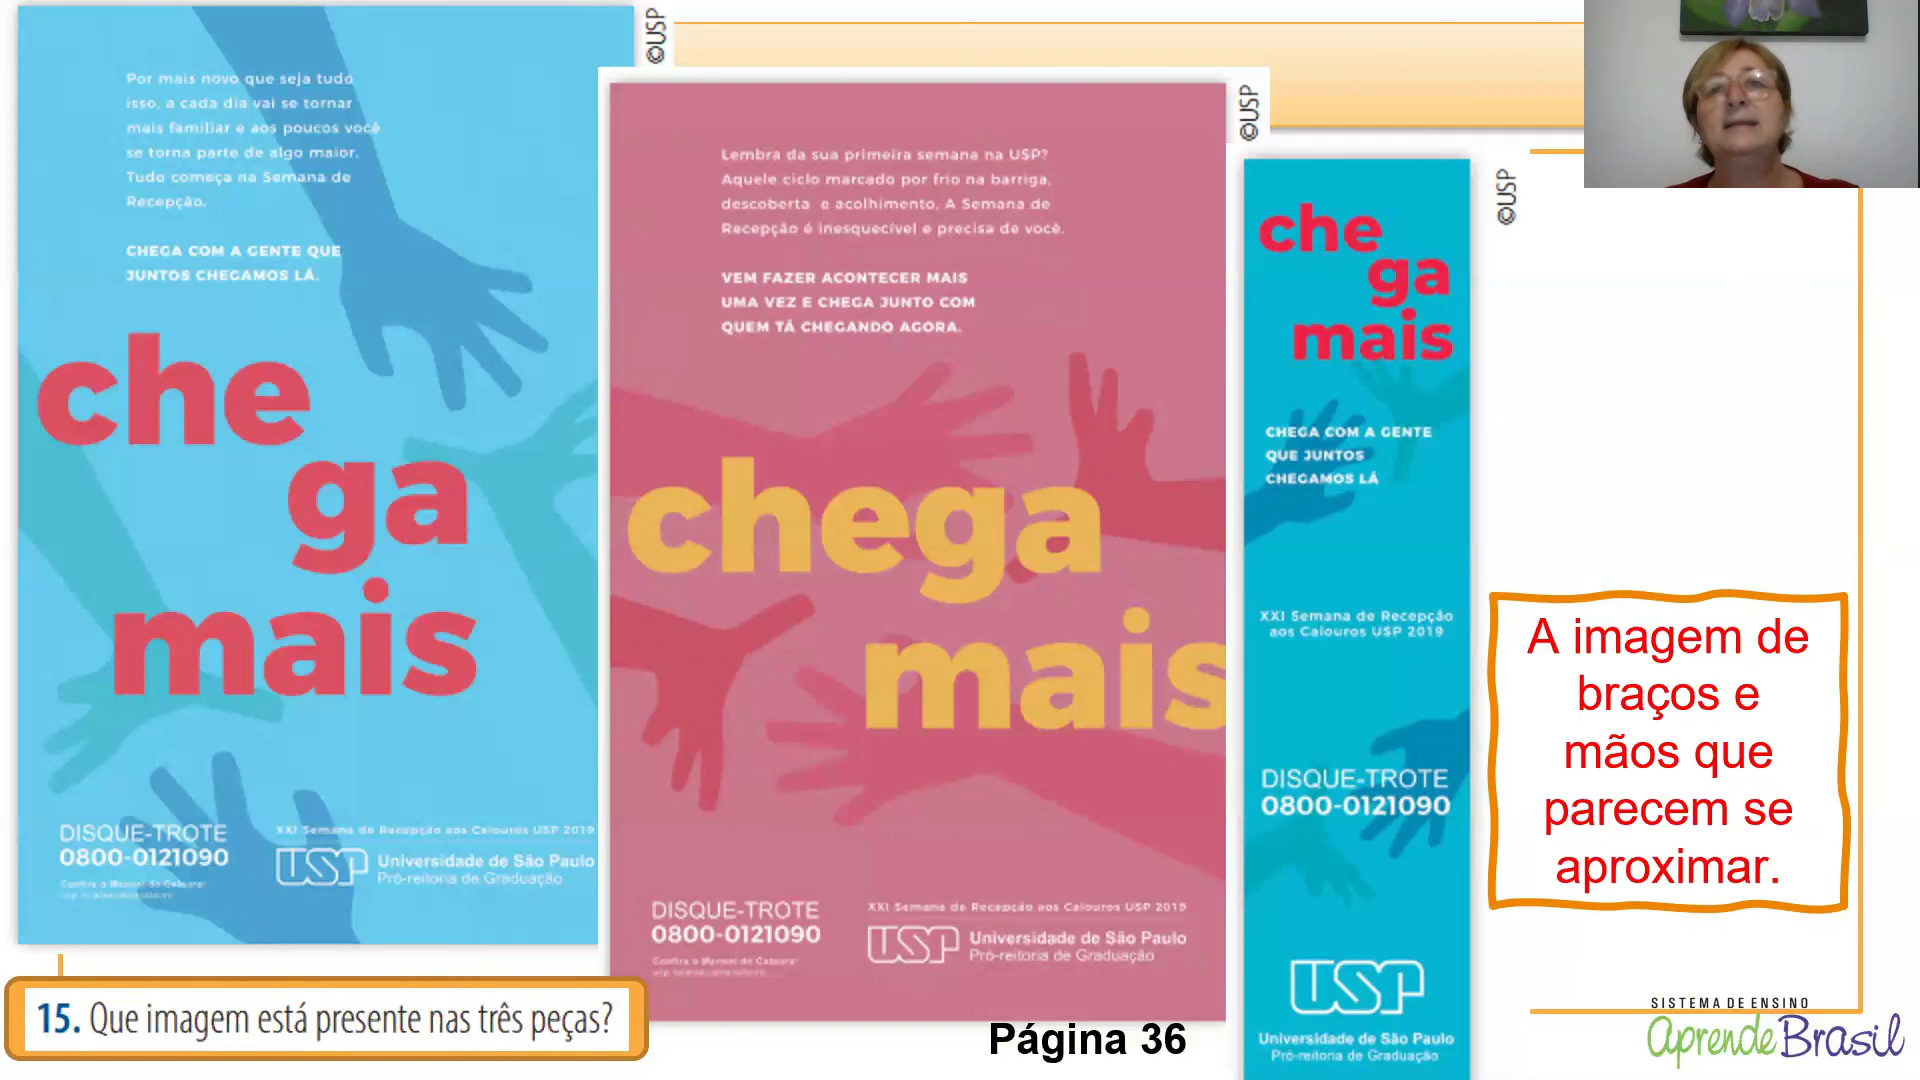 Por mais novo que seja tudo
isso, a cada dia vai se tornar
mais familiar e aos poucos você
se torna parte de algo maior.
Tudo começa na Semana de
Recepção.
CHEGA COM A GENTE QUE
JUNTOS CHEGAMOS LÁ.
che
ga
mais
DISQUE-TROTE
0800-0121090
Confira o Manual do Calouro:
XXI Semana de Recepção aos Calouros USP 2019
USP
Universidade de São Paulo
Pró-reitoria de Graduação
©USP
Lembra da sua primeira semana na USP?
Aquele ciclo marcado por frio na barriga,
descoberta e acolhimento. A Semana de
Recepção é inesquecível e precisa de você.
VEM FAZER ACONTECER MAIS
UMA VEZ E CHEGA JUNTO COM
QUEM TÁ CHEGANDO AGORA.
chega
mais
DISQUE-TROTE
0800-0121090
Confira o Manual do Calouro:
XXI Semana de Recepção aos Calouros USP 2019
USP
Universidade de São Paulo
Pró-reitoria de Graduação
©USP
che
ga
mais
CHEGA COM A GENTE
QUE JUNTOS
CHEGAMOS LÁ
XXI Semana de Recepção
aos Calouros USP 2019
DISQUE-TROTE
0800-0121090
USP
Universidade de São Paulo
Pró-reitoria de Graduação
©USP
A imagem de
braços e
mãos que
parecem se
aproximar.
15. Que imagem está presente nas três peças?
Página 36
SISTEMA DE ENSINO
aprendeBrasil